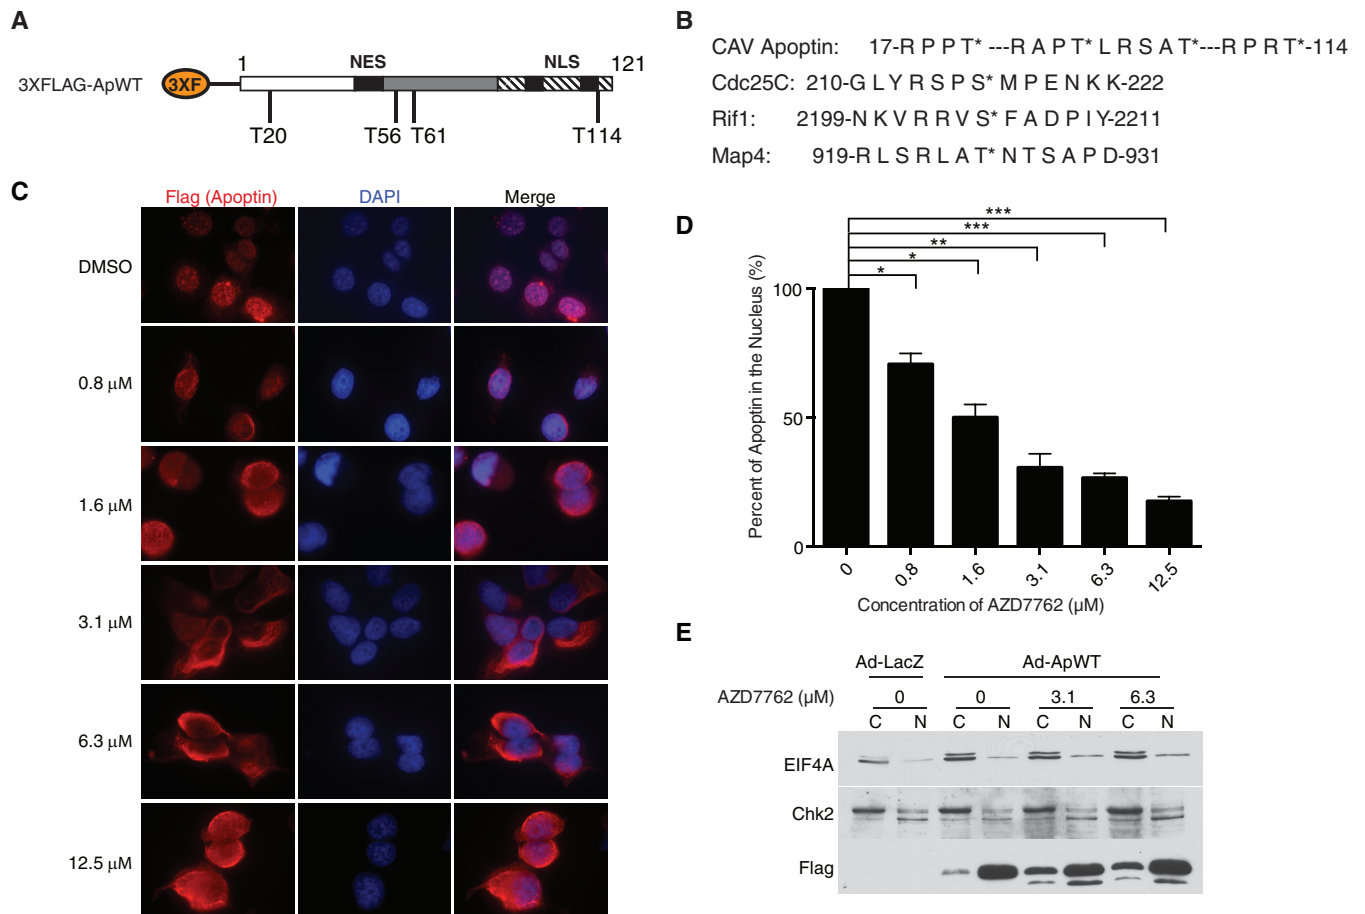 A
1
NES
NLS
121
3XFLAG-ApWT
3XF
T20
T56
T61
T114
B
CAV Apoptin: 17-R P P T* ---R A P T* L R S A T*---R P R T*-114
Cdc25C: 210-G L Y R S P S* M P E N K K-222
Rif1: 2199-N K V R R V S* F A D P I Y-2211
Map4: 919-R L S R L A T* N T S A P D-931
C
Flag (Apoptin) DAPI Merge
DMSO
0.8 μM
1.6 μM
3.1 μM
6.3 μM
12.5 μM
D
***
***
**
*
*
Percent of Apoptin in the Nucleus (%)
100
50
0
0 0.8 1.6 3.1 6.3 12.5
Concentration of AZD7762 (μM)
E
Ad-LacZ Ad-ApWT
AZD7762 (μM) 0 0 3.1 6.3
C N C N C N C N
EIF4A
Chk2
Flag